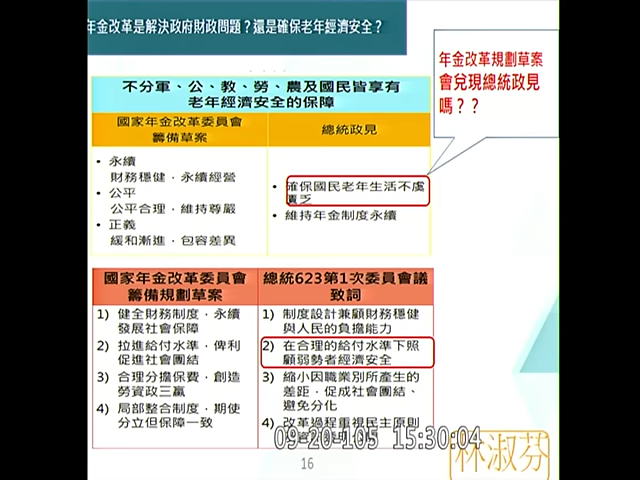 年金改革是解決政府財政問題？還是確保老年經濟安全？
年金改革規劃草案
會兌現總統政見
嗎？？
不分軍、公、教、勞、農及國民皆享有
老年經濟安全的保障
國家年金改革委員會
籌備草案
總統政見
• 永續
財務穩健，永續經營
• 公平
公平合理，維持尊嚴
• 正義
緩和漸進，包容差異
• 確保國民老年生活不虞
匱乏
• 維持年金制度永續
國家年金改革委員會
籌備規劃草案
總統623第1次委員會議
致詞
1) 健全財務制度，永續
發展社會保障
2) 拉進給付水準，俾利
促進社會團結
3) 合理分擔保費，創造
勞資政三贏
4) 局部整合制度，期使
分立但保障一致
1) 制度設計兼顧財務穩健
與人民的負擔能力
2) 在合理的給付水準下照
顧弱勢者經濟安全
3) 縮小因職業別所產生的
差距，促成社會團結、
避免分化
4) 改革過程重視民主原則
09-20-105 15:30:04
林淑芬
16